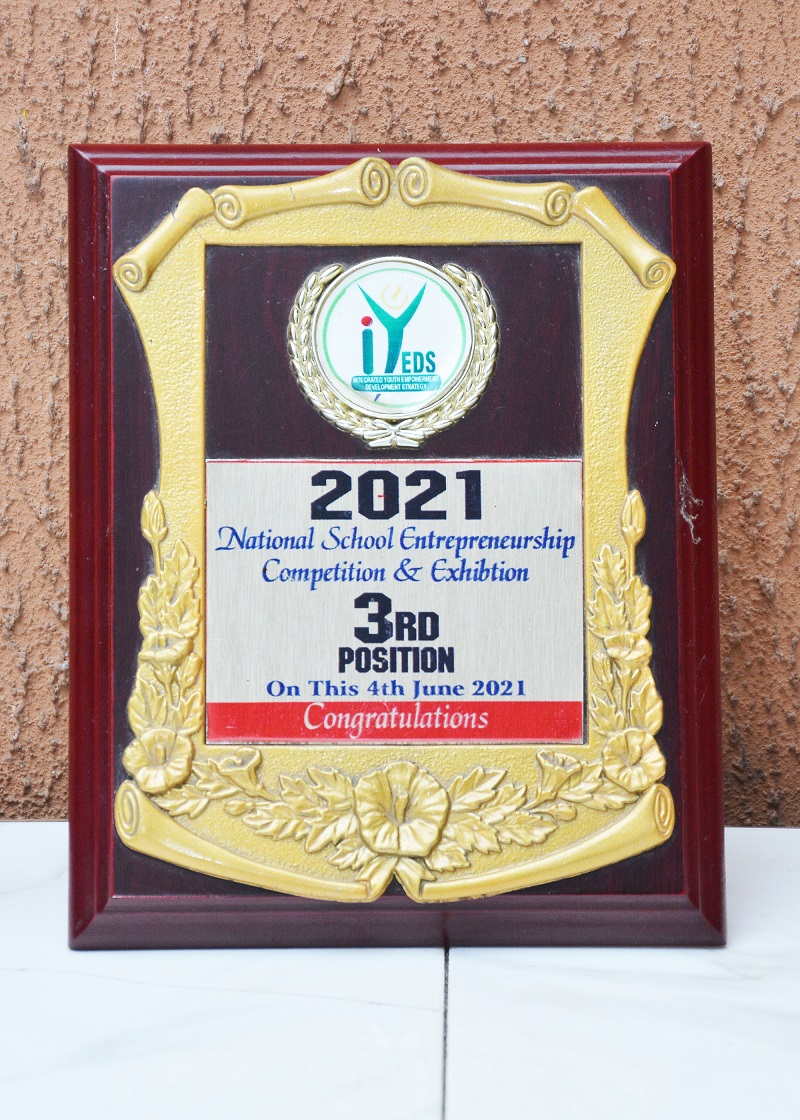 iYEDS
INTEGRATED YOUTH EMPOWERMENT
DEVELOPMENT STRATEGY
2021
National School Entrepreneurship
Competition & Exhibtion
3RD
POSITION
On This 4th June 2021
Congratulations